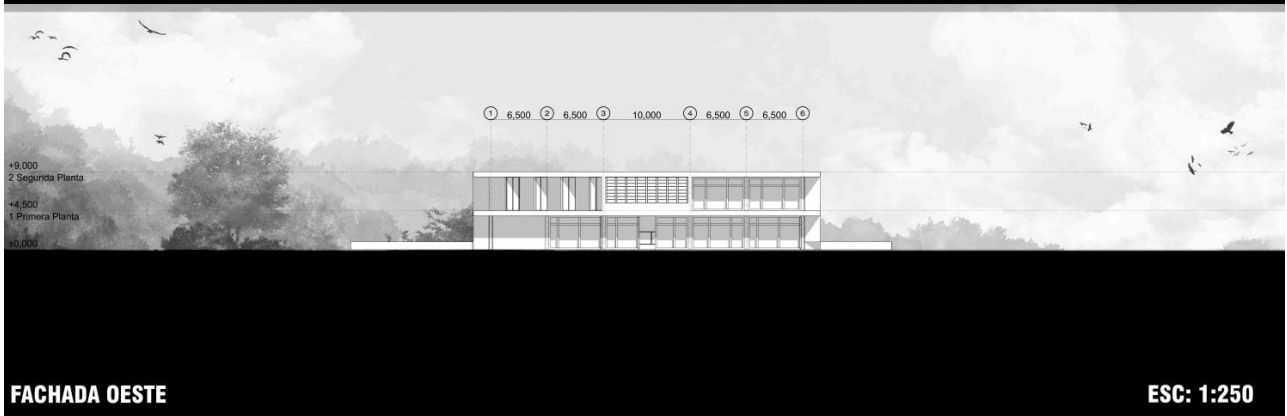 1 6,500 2 6,500 3 10,000 4 6,500 5 6,500 6
+9,000
2 Segunda Planta
+4,500
1 Primera Planta
±0,000
FACHADA OESTE
ESC: 1:250